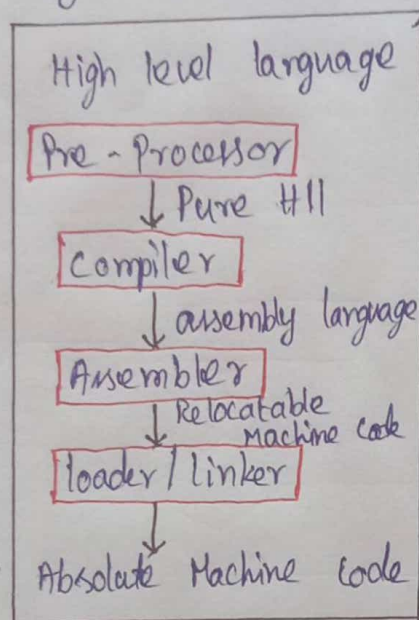 High level language
Pre - Processor
Pure Hll
Compiler
assembly language
Assembler
Relocatable
Machine Code
loader / linker
Absolute Machine Code